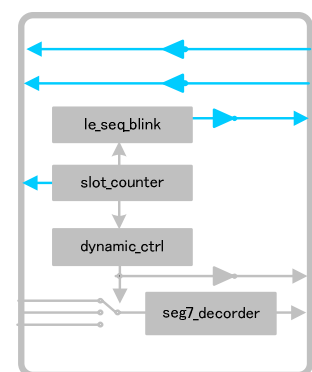 le_seq_blink
slot_counter
dynamic_ctrl
seg7_decorder